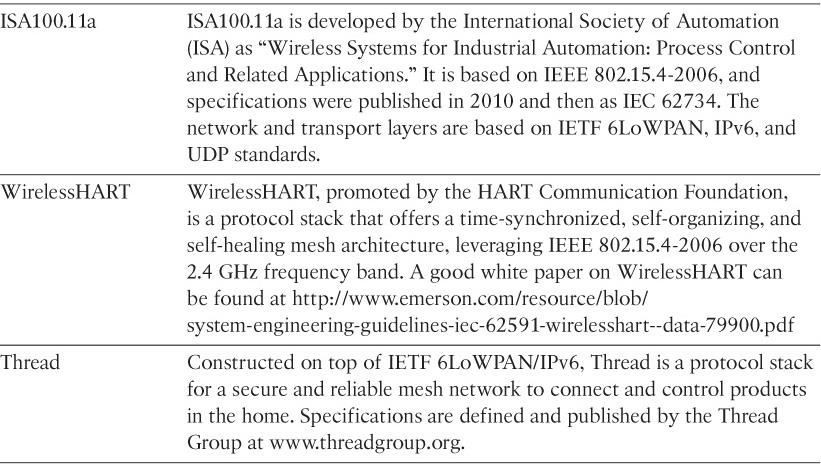 ISA100.11a ISA100.11a is developed by the International Society of Automation
(ISA) as “Wireless Systems for Industrial Automation: Process Control
and Related Applications.” It is based on IEEE 802.15.4-2006, and
specifications were published in 2010 and then as IEC 62734. The
network and transport layers are based on IETF 6LoWPAN, IPv6, and
UDP standards.
WirelessHART WirelessHART, promoted by the HART Communication Foundation,
is a protocol stack that offers a time-synchronized, self-organizing, and
self-healing mesh architecture, leveraging IEEE 802.15.4-2006 over the
2.4 GHz frequency band. A good white paper on WirelessHART can
be found at http://www.emerson.com/resource/blob/
system-engineering-guidelines-iec-62591-wirelesshart--data-79900.pdf
Thread Constructed on top of IETF 6LoWPAN/IPv6, Thread is a protocol stack
for a secure and reliable mesh network to connect and control products
in the home. Specifications are defined and published by the Thread
Group at www.threadgroup.org.